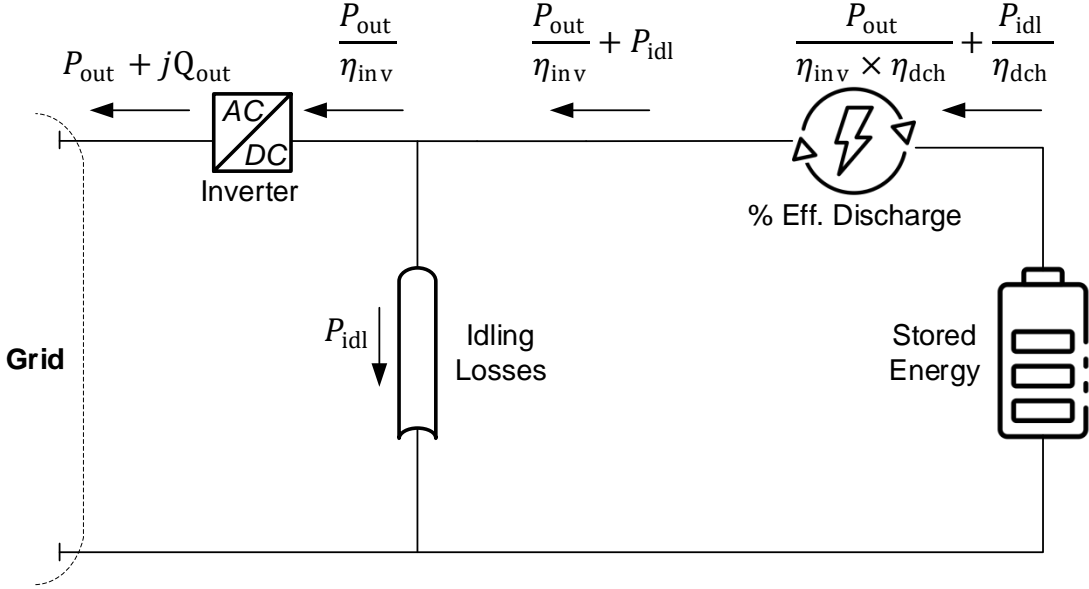 P_out + jQ_out
P_out / η_inv
P_out / η_inv + P_idl
P_out / (η_inv × η_dch) + P_idl / η_dch
AC
DC
Inverter
% Eff. Discharge
P_idl
Idling
Losses
Stored
Energy
Grid